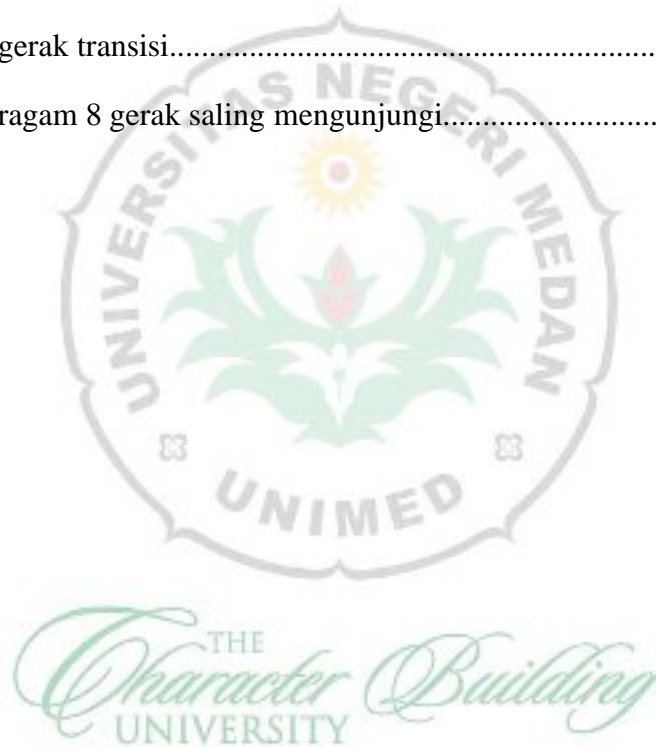 gerak transisi.............................................................
ragam 8 gerak saling mengunjungi...........................
UNIVERSITAS NEGERI MEDAN
UNIMED
THE
Character Building
UNIVERSITY